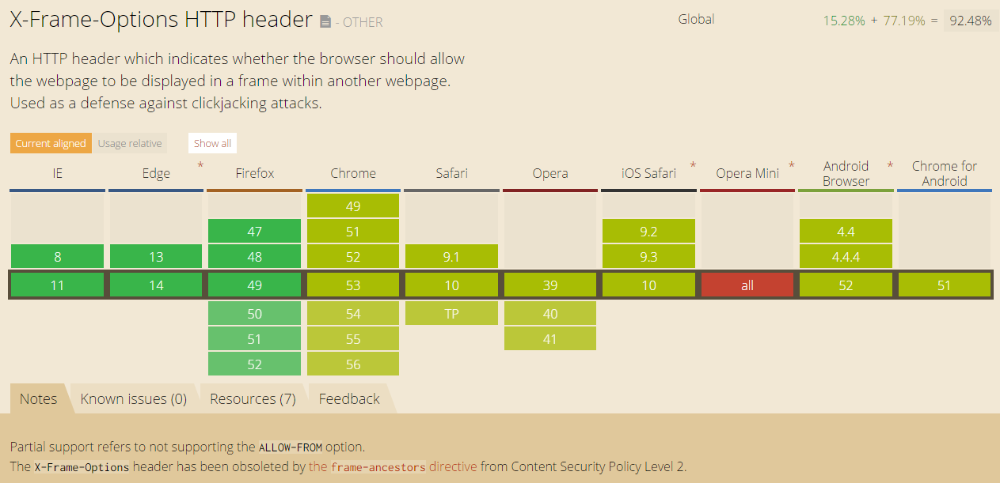 X-Frame-Options HTTP header - OTHER
Global 15.28% + 77.19% = 92.48%
An HTTP header which indicates whether the browser should allow
the webpage to be displayed in a frame within another webpage.
Used as a defense against clickjacking attacks.
Current aligned Usage relative Show all
IE Edge * Firefox Chrome Safari Opera iOS Safari * Opera Mini * Android Browser * Chrome for Android
49
47 51 9.2 4.4
8 13 48 52 9.1 9.3 4.4.4
11 14 49 53 10 39 10 all 52 51
50 54 TP 40
51 55 41
52 56
Notes Known issues (0) Resources (7) Feedback
Partial support refers to not supporting the ALLOW-FROM option.
The X-Frame-Options header has been obsoleted by the frame-ancestors directive from Content Security Policy Level 2.